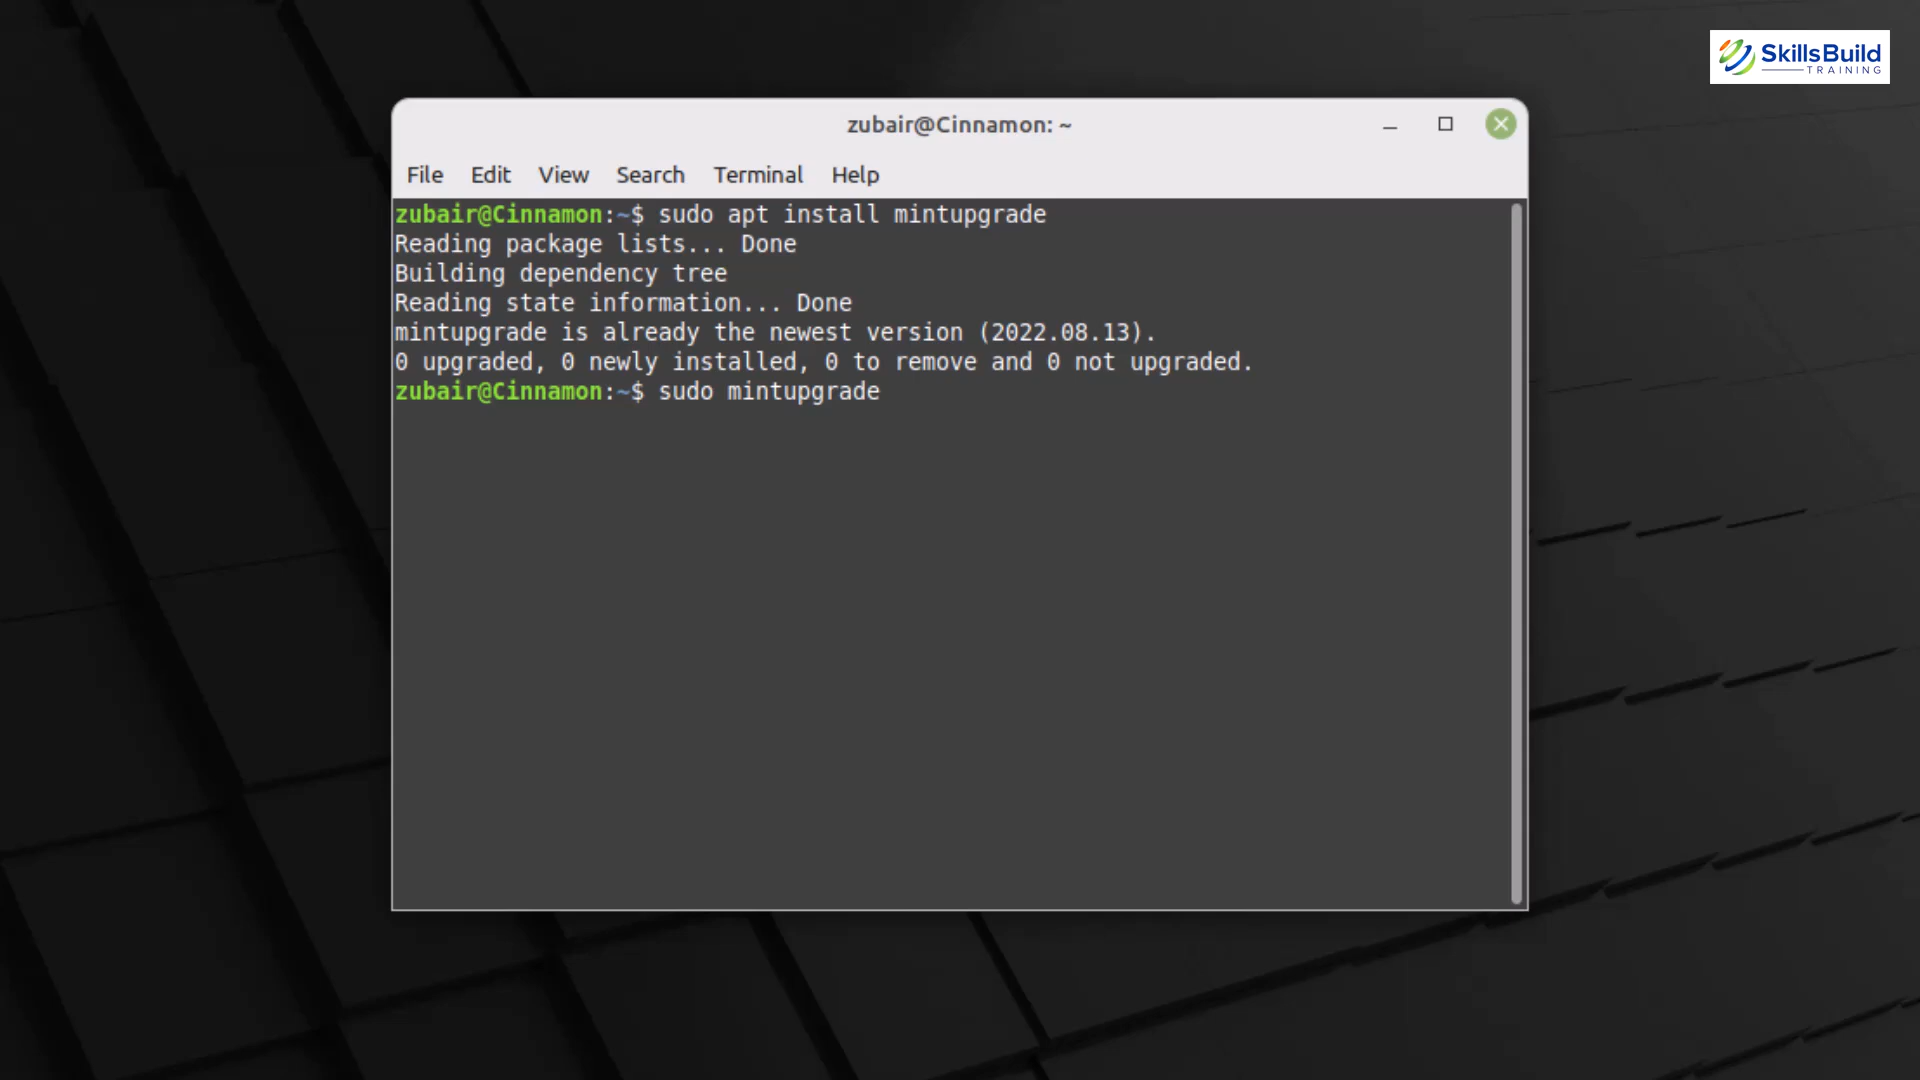 SkillsBuild
TRAINING
zubair@Cinnamon: ~
File Edit View Search Terminal Help
zubair@Cinnamon:~$ sudo apt install mintupgrade
Reading package lists... Done
Building dependency tree
Reading state information... Done
mintupgrade is already the newest version (2022.08.13).
0 upgraded, 0 newly installed, 0 to remove and 0 not upgraded.
zubair@Cinnamon:~$ sudo mintupgrade